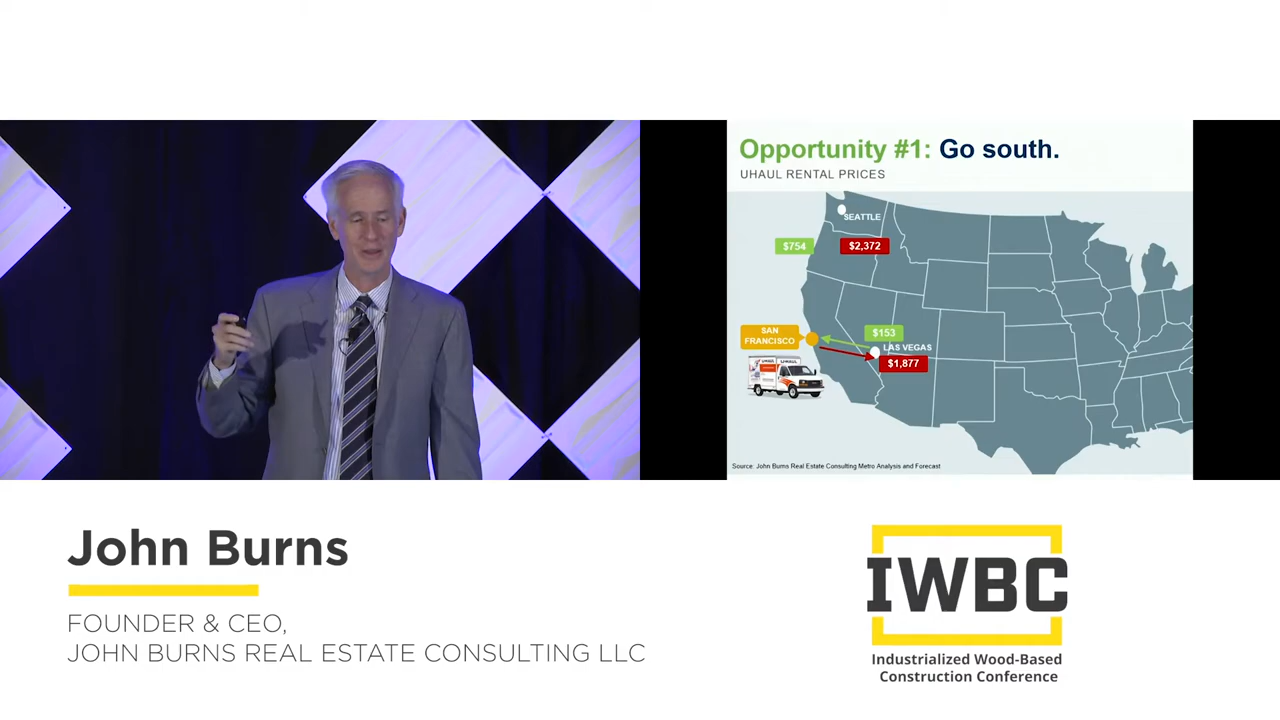 Opportunity #1: Go south.
UHAUL RENTAL PRICES
SEATTLE
$754
$2,372
SAN
FRANCISCO
$153
LAS VEGAS
$1,877
U-HAUL
Source: John Burns Real Estate Consulting Metro Analysis and Forecast
John Burns
FOUNDER & CEO,
JOHN BURNS REAL ESTATE CONSULTING LLC
IWBC
Industrialized Wood-Based
Construction Conference